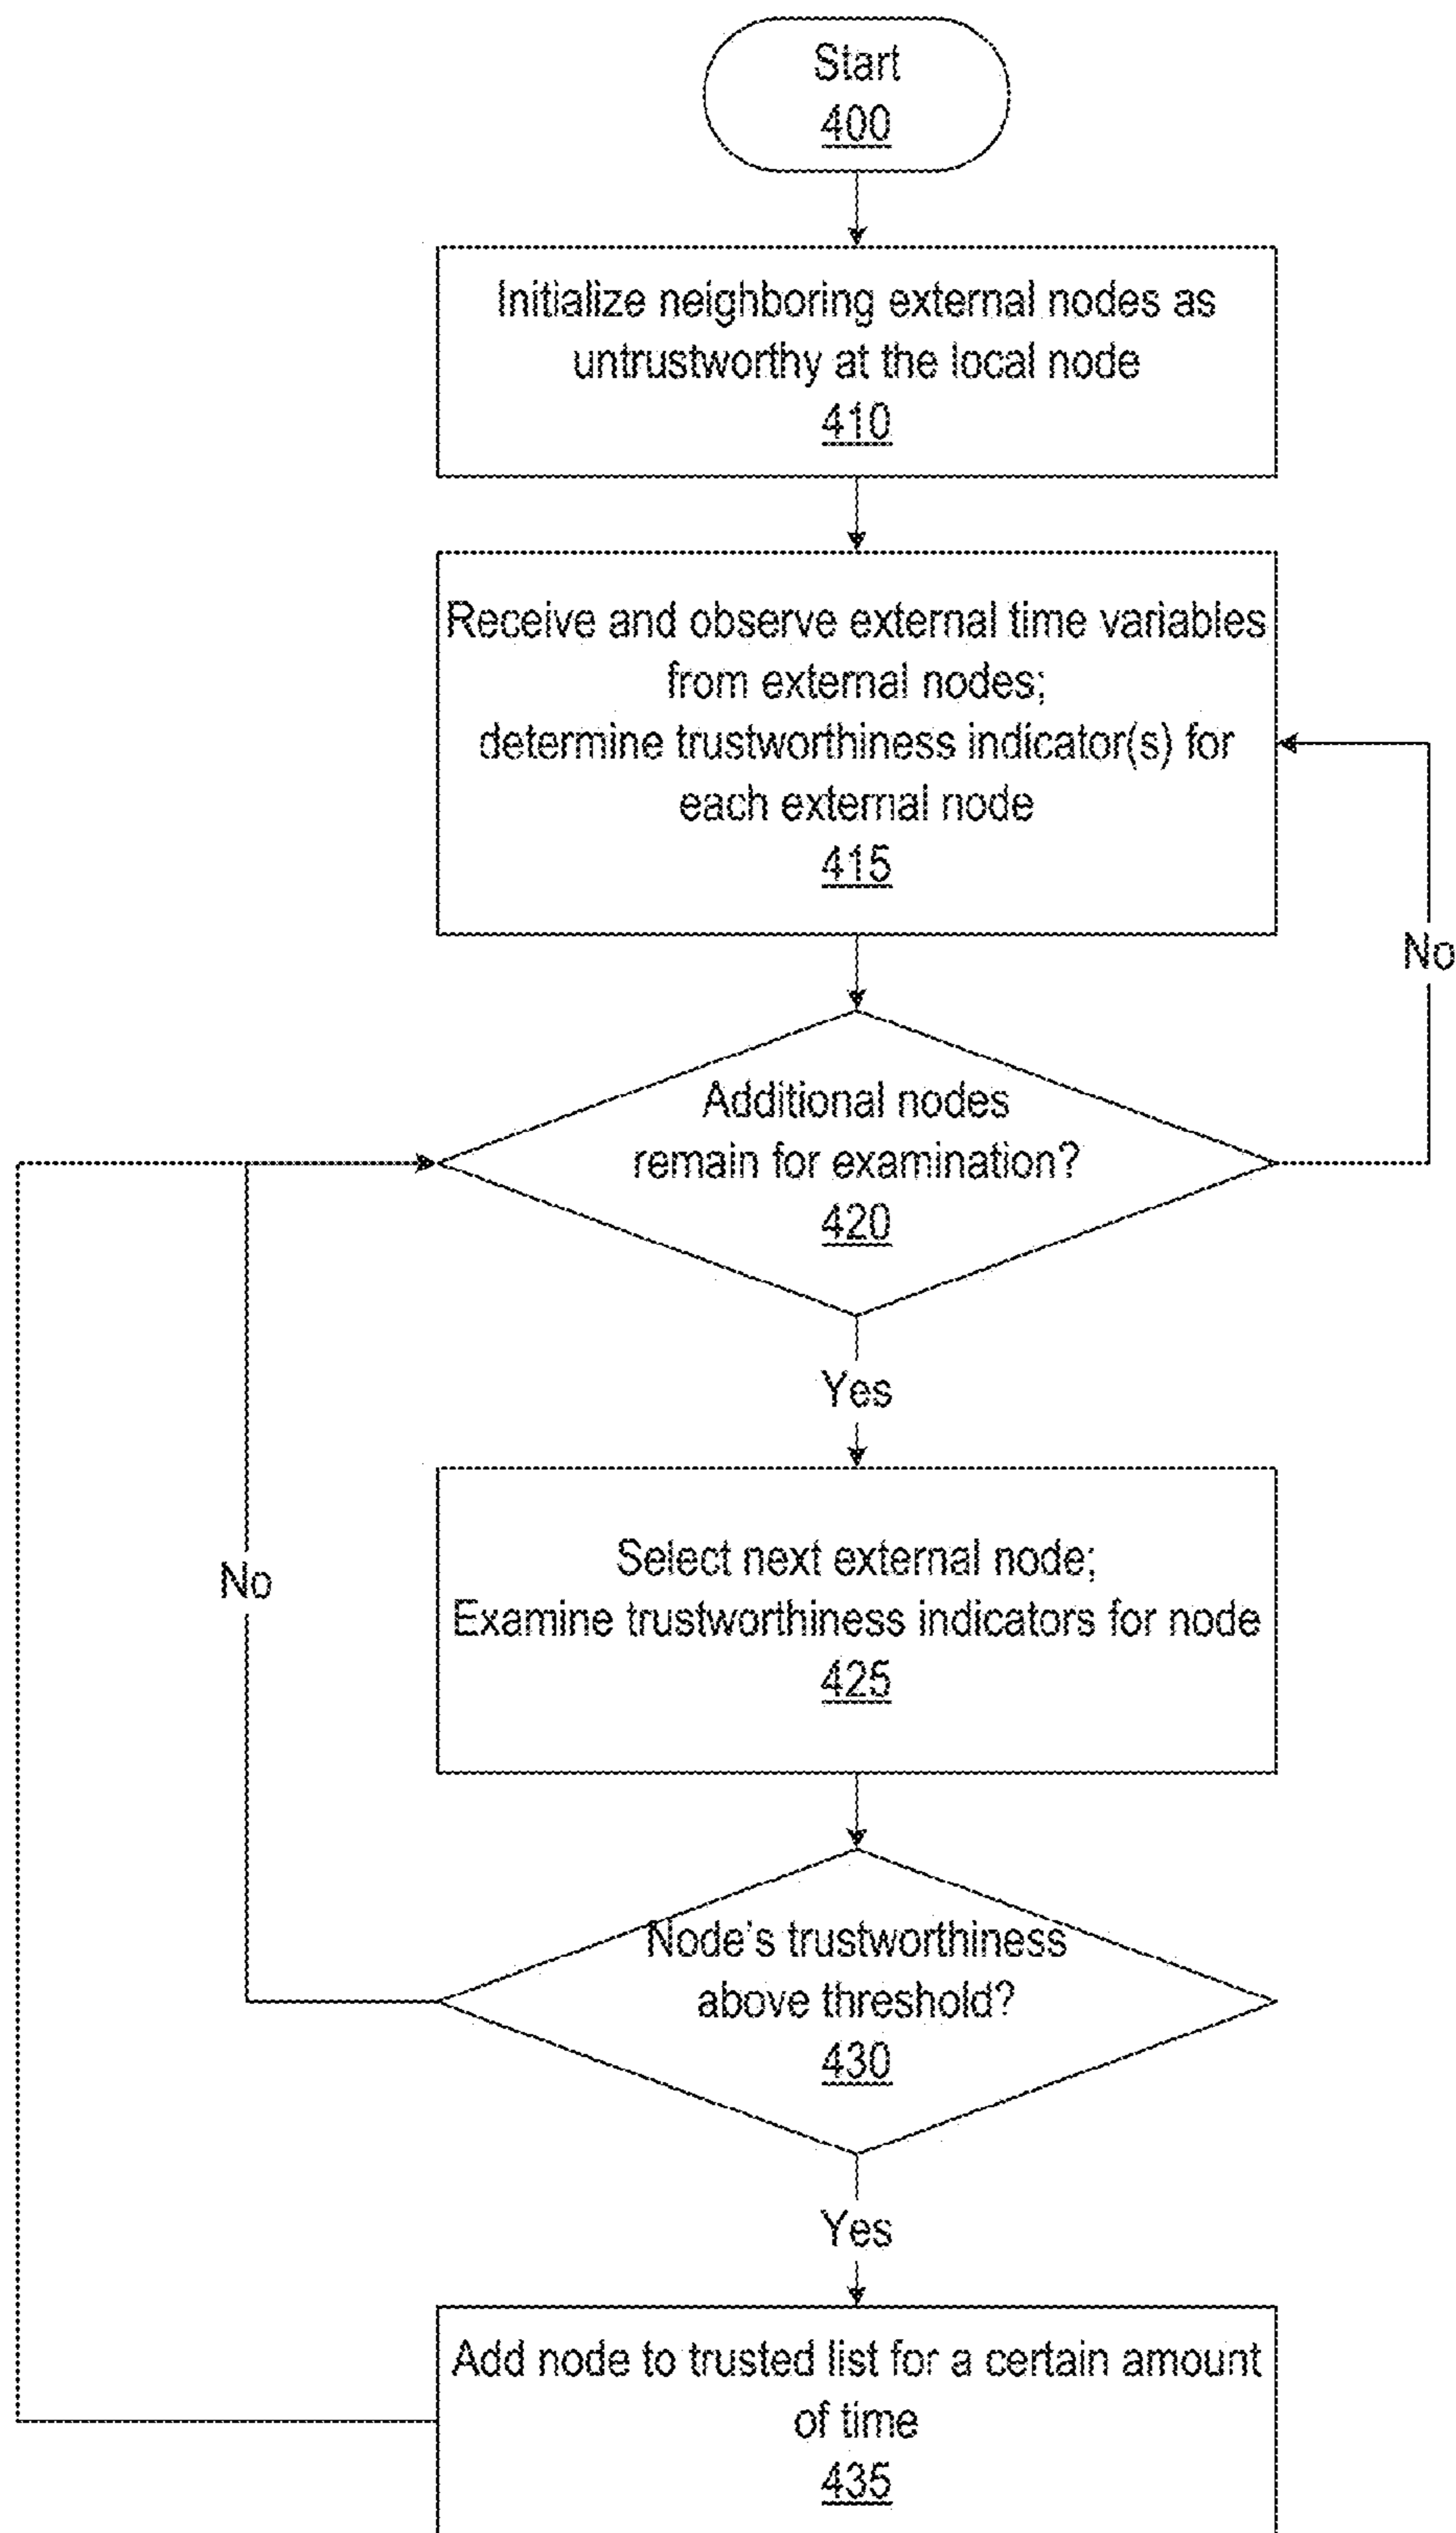 Start
400
Initialize neighboring external nodes as
untrustworthy at the local node
410
Receive and observe external time variables
from external nodes;
determine trustworthiness indicator(s) for
each external node
415
No
Additional nodes
remain for examination?
420
Yes
Select next external node;
Examine trustworthiness indicators for node
425
No
Node's trustworthiness
above threshold?
430
Yes
Add node to trusted list for a certain amount
of time
435